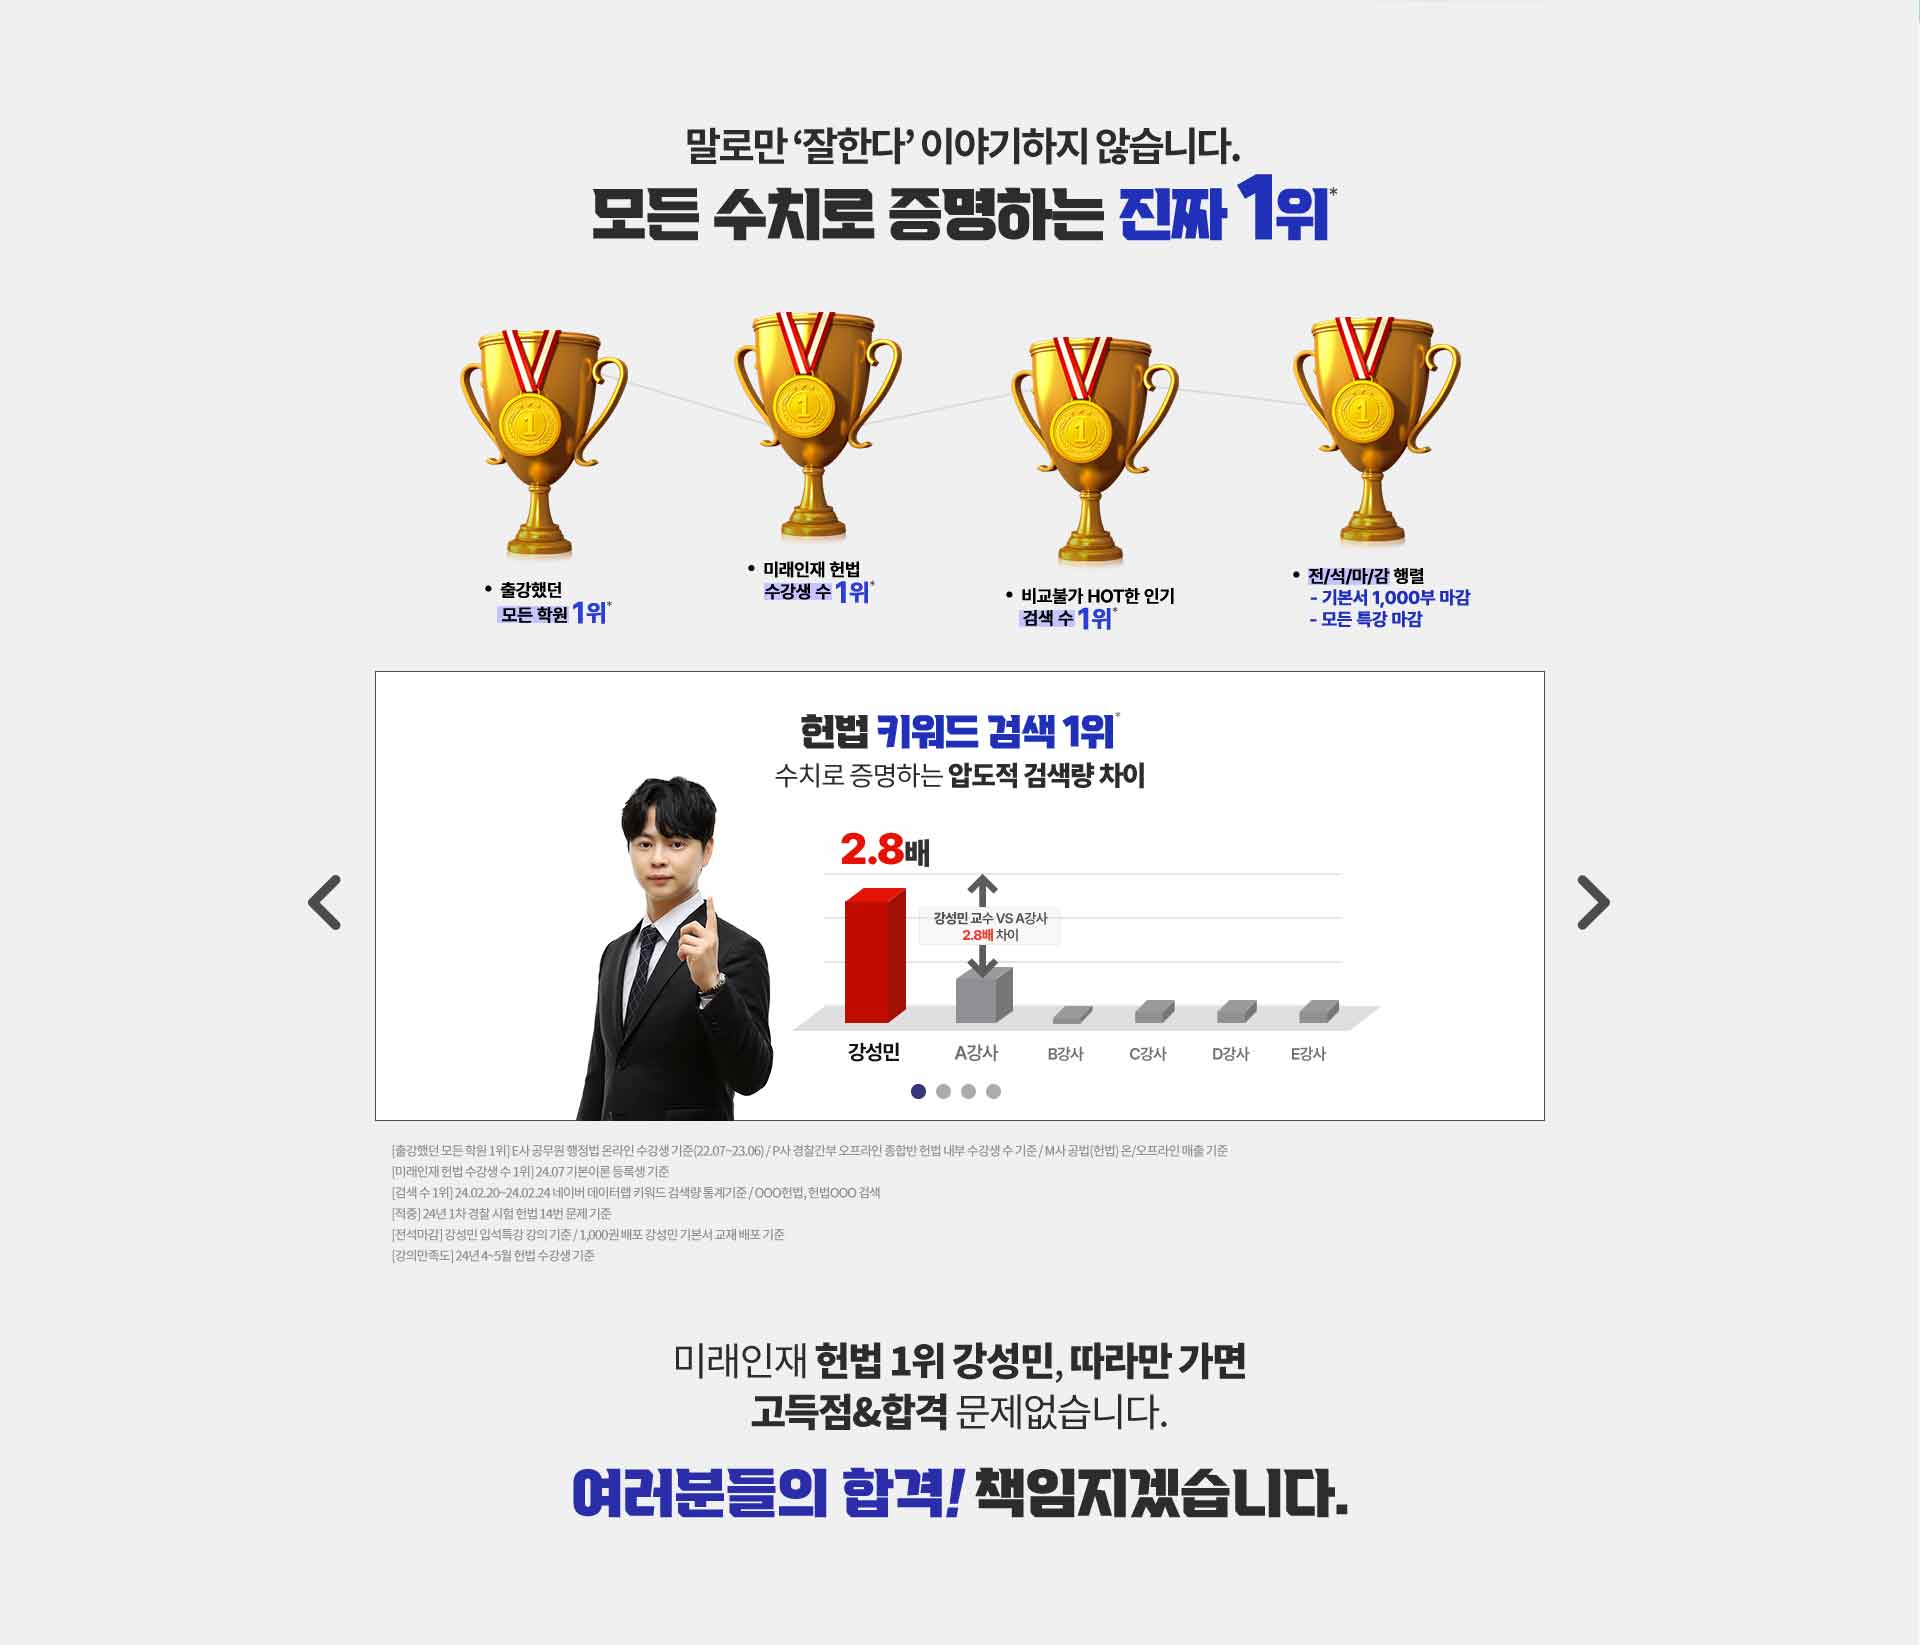 말로만 ‘잘한다’ 이야기하지 않습니다.
모든 수치로 증명하는 진짜 1위*
1
1
1
1
• 출강했던
모든 학원 1위*
• 미래인재 헌법
수강생 수 1위*
• 비교불가 HOT한 인기
검색 수 1위*
• 전/석/마/감 행렬
- 기본서 1,000부 마감
- 모든 특강 마감
헌법 키워드 검색 1위*
수치로 증명하는 압도적 검색량 차이
2.8배
강성민 교수 VS A강사
2.8배 차이
강성민
A강사
B강사
C강사
D강사
E강사
[출강했던 모든 학원 1위] E사 공무원 행정법 온라인 수강생 기준(22.07~23.06) / P사 경찰간부 오프라인 종합반 헌법 내부 수강생 수 기준 / M사 공법(헌법) 온/오프라인 매출 기준
[미래인재 헌법 수강생 수 1위] 24.07 기본이론 등록생 기준
[검색 수 1위] 24.02.20~24.02.24 네이버 데이터랩 키워드 검색량 통계기준 / OOO헌법, 헌법OOO 검색
[적중] 24년 1차 경찰 시험 헌법 14번 문제 기준
[전석마감] 강성민 입석특강 강의 기준 / 1,000권 배포 강성민 기본서 교재 배포 기준
[강의만족도] 24년 4~5월 헌법 수강생 기준
미래인재 헌법 1위 강성민, 따라만 가면
고득점&합격 문제없습니다.
여러분들의 합격! 책임지겠습니다.